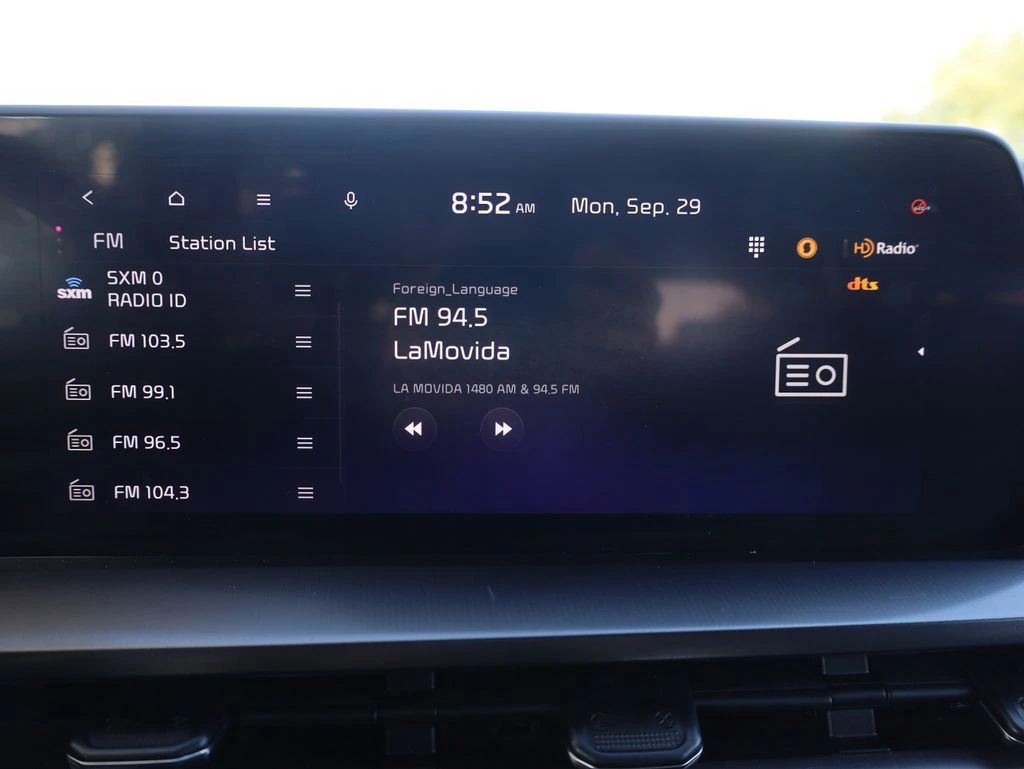 8:52 AM Mon, Sep. 29
FM Station List
HD Radio
dts
sxm
SXM 0
RADIO ID
FM 103.5
FM 99.1
FM 96.5
FM 104.3
Foreign_Language
FM 94.5
LaMovida
LA MOVIDA 1480 AM & 94.5 FM